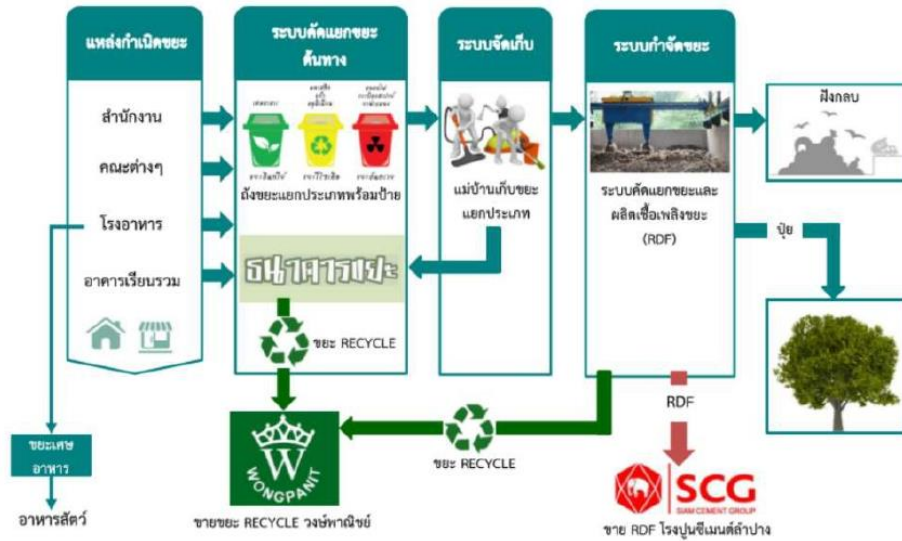 แหล่งกำเนิดขยะ
สำนักงาน
คณะต่างๆ
โรงอาหาร
อาคารเรียนรวม
ระบบคัดแยกขยะ
ต้นทาง
ถังขยะแยกประเภทพร้อมป้าย
ธนาคารขยะ
ขยะ RECYCLE
ระบบจัดเก็บ
แม่บ้านเก็บขยะ
แยกประเภท
ระบบกำจัดขยะ
ระบบคัดแยกขยะและ
ผลิตเชื้อเพลิงขยะ
(RDF)
ฝังกลบ
ปุ๋ย
RDF
ขยะเศษ
อาหาร
อาหารสัตว์
W
WONGPANIT
ขายขยะ RECYCLE วงษ์พาณิชย์
ขยะ RECYCLE
SCG
SIAM CEMENT GROUP
ขาย RDF โรงปูนซีเมนต์ลำปาง